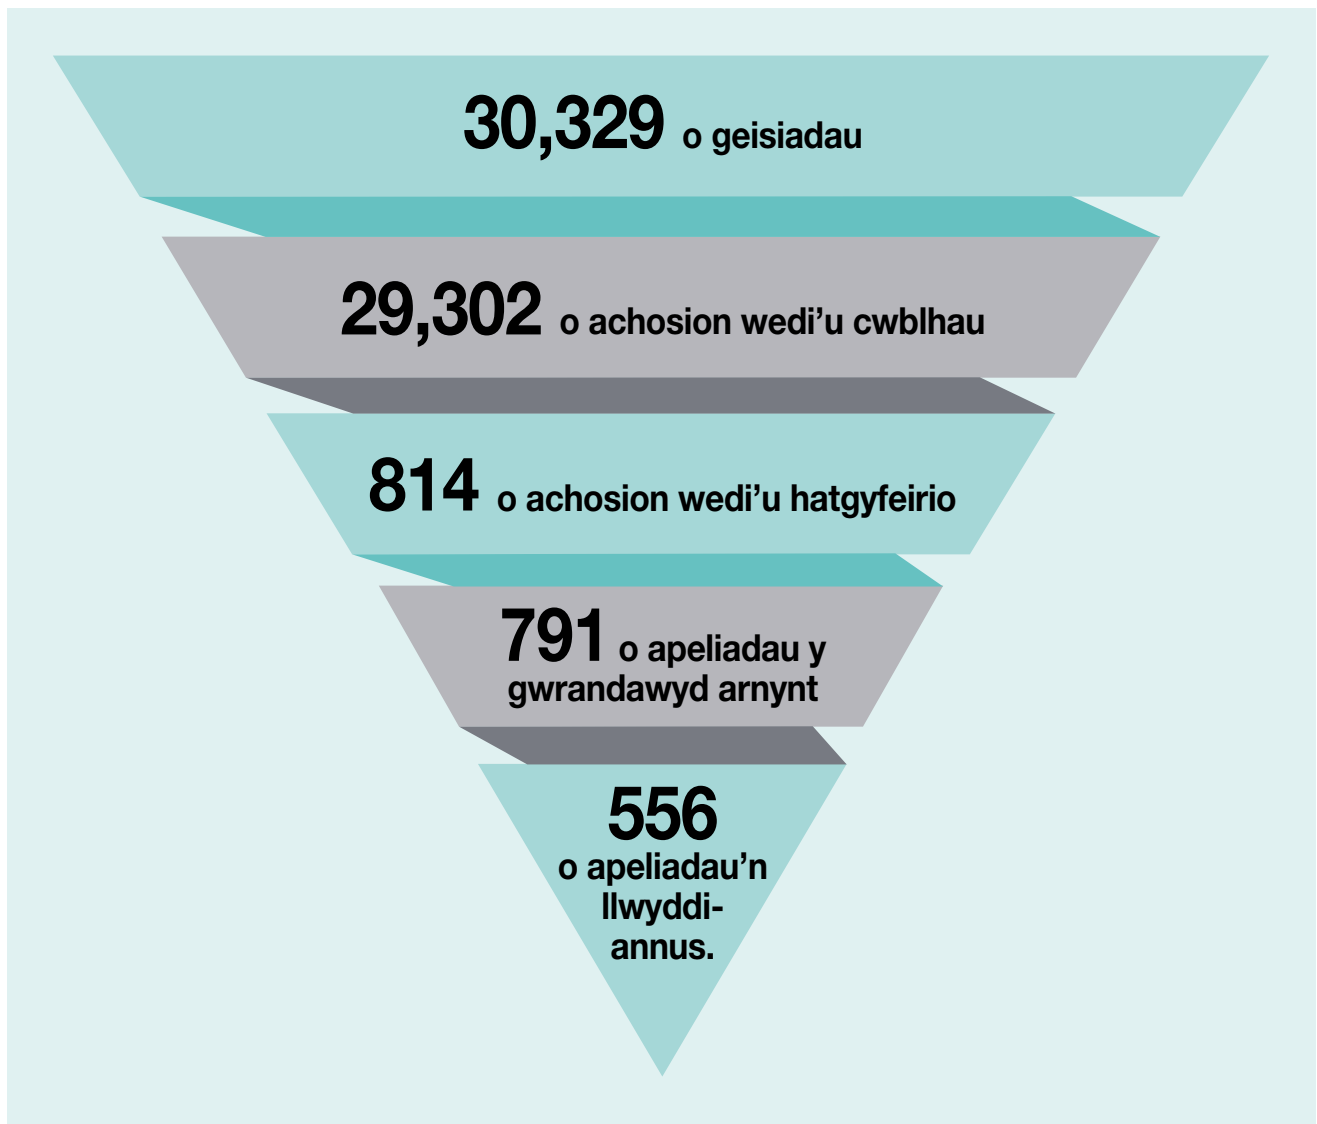 30,329 o geisiadau
29,302 o achosion wedi’u cwblhau
814 o achosion wedi’u hatgyfeirio
791 o apeliadau y
gwrandawyd arnynt
556
o apeliadau’n
llwyddi-
annus.